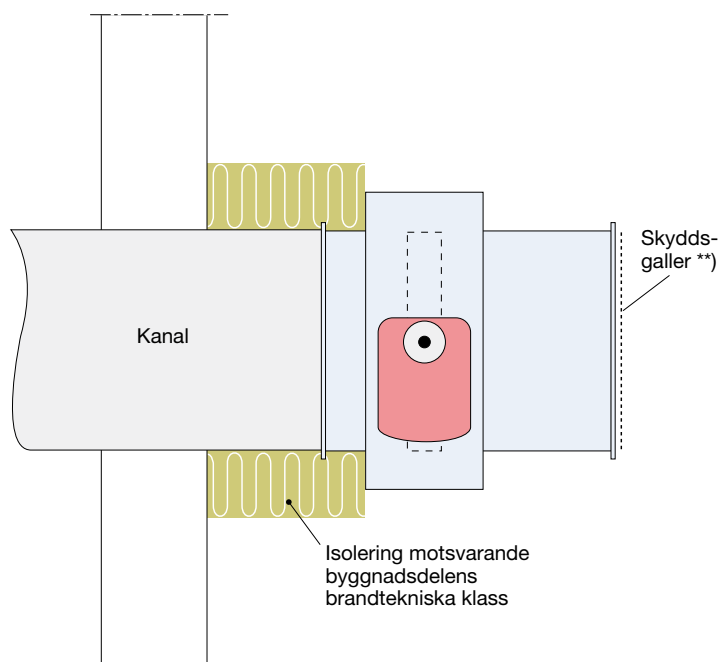 Skydds-
galler **)
Kanal
Isolering motsvarande
byggnadsdelens
brandtekniska klass